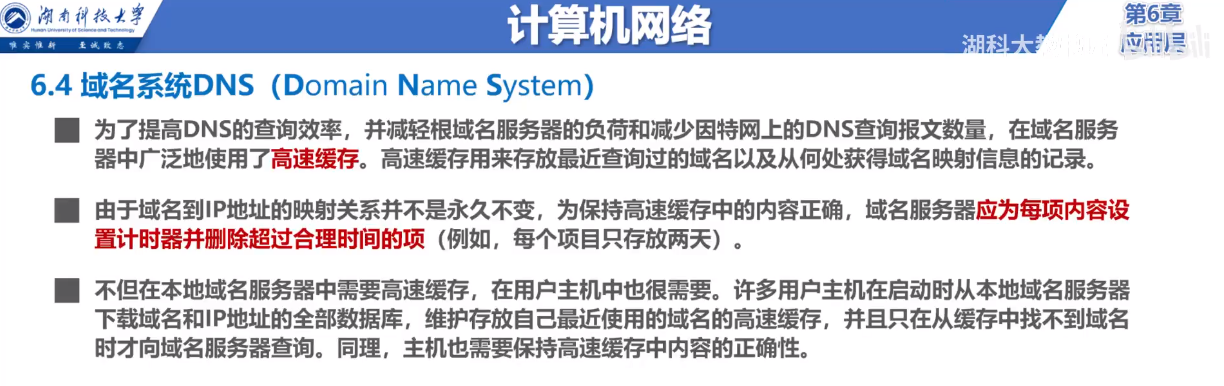 湖南科技大学
Hunan University of Science and Technology
唯实惟新 至诚致志
计算机网络
第6章
应用层
湖科大教
6.4 域名系统DNS（Domain Name System）
为了提高DNS的查询效率，并减轻根域名服务器的负荷和减少因特网上的DNS查询报文数量，在域名服务
器中广泛地使用了高速缓存。高速缓存用来存放最近查询过的域名以及从何处获得域名映射信息的记录。
由于域名到IP地址的映射关系并不是永久不变，为保持高速缓存中的内容正确，域名服务器应为每项内容设
置计时器并删除超过合理时间的项（例如，每个项目只存放两天）。
不但在本地域名服务器中需要高速缓存，在用户主机中也很需要。许多用户主机在启动时从本地域名服务器
下载域名和IP地址的全部数据库，维护存放自己最近使用的域名的高速缓存，并且只在从缓存中找不到域名
时才向域名服务器查询。同理，主机也需要保持高速缓存中内容的正确性。